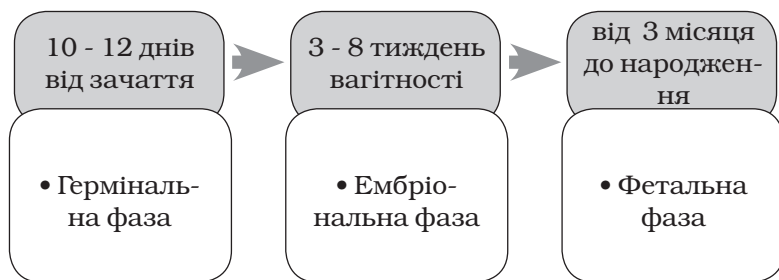 10 - 12 днів
від зачаття
• Герміналь-
на фаза
3 - 8 тиждень
вагітності
• Ембріо-
нальна фаза
від 3 місяця
до народжен-
ня
• Фетальна
фаза